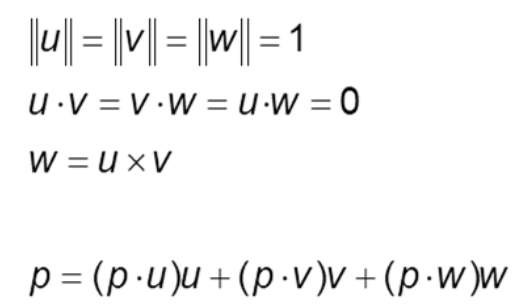 ‖u‖ = ‖v‖ = ‖w‖ = 1
u · v = v · w = u · w = 0
w = u × v
p = (p · u)u + (p · v)v + (p · w)w